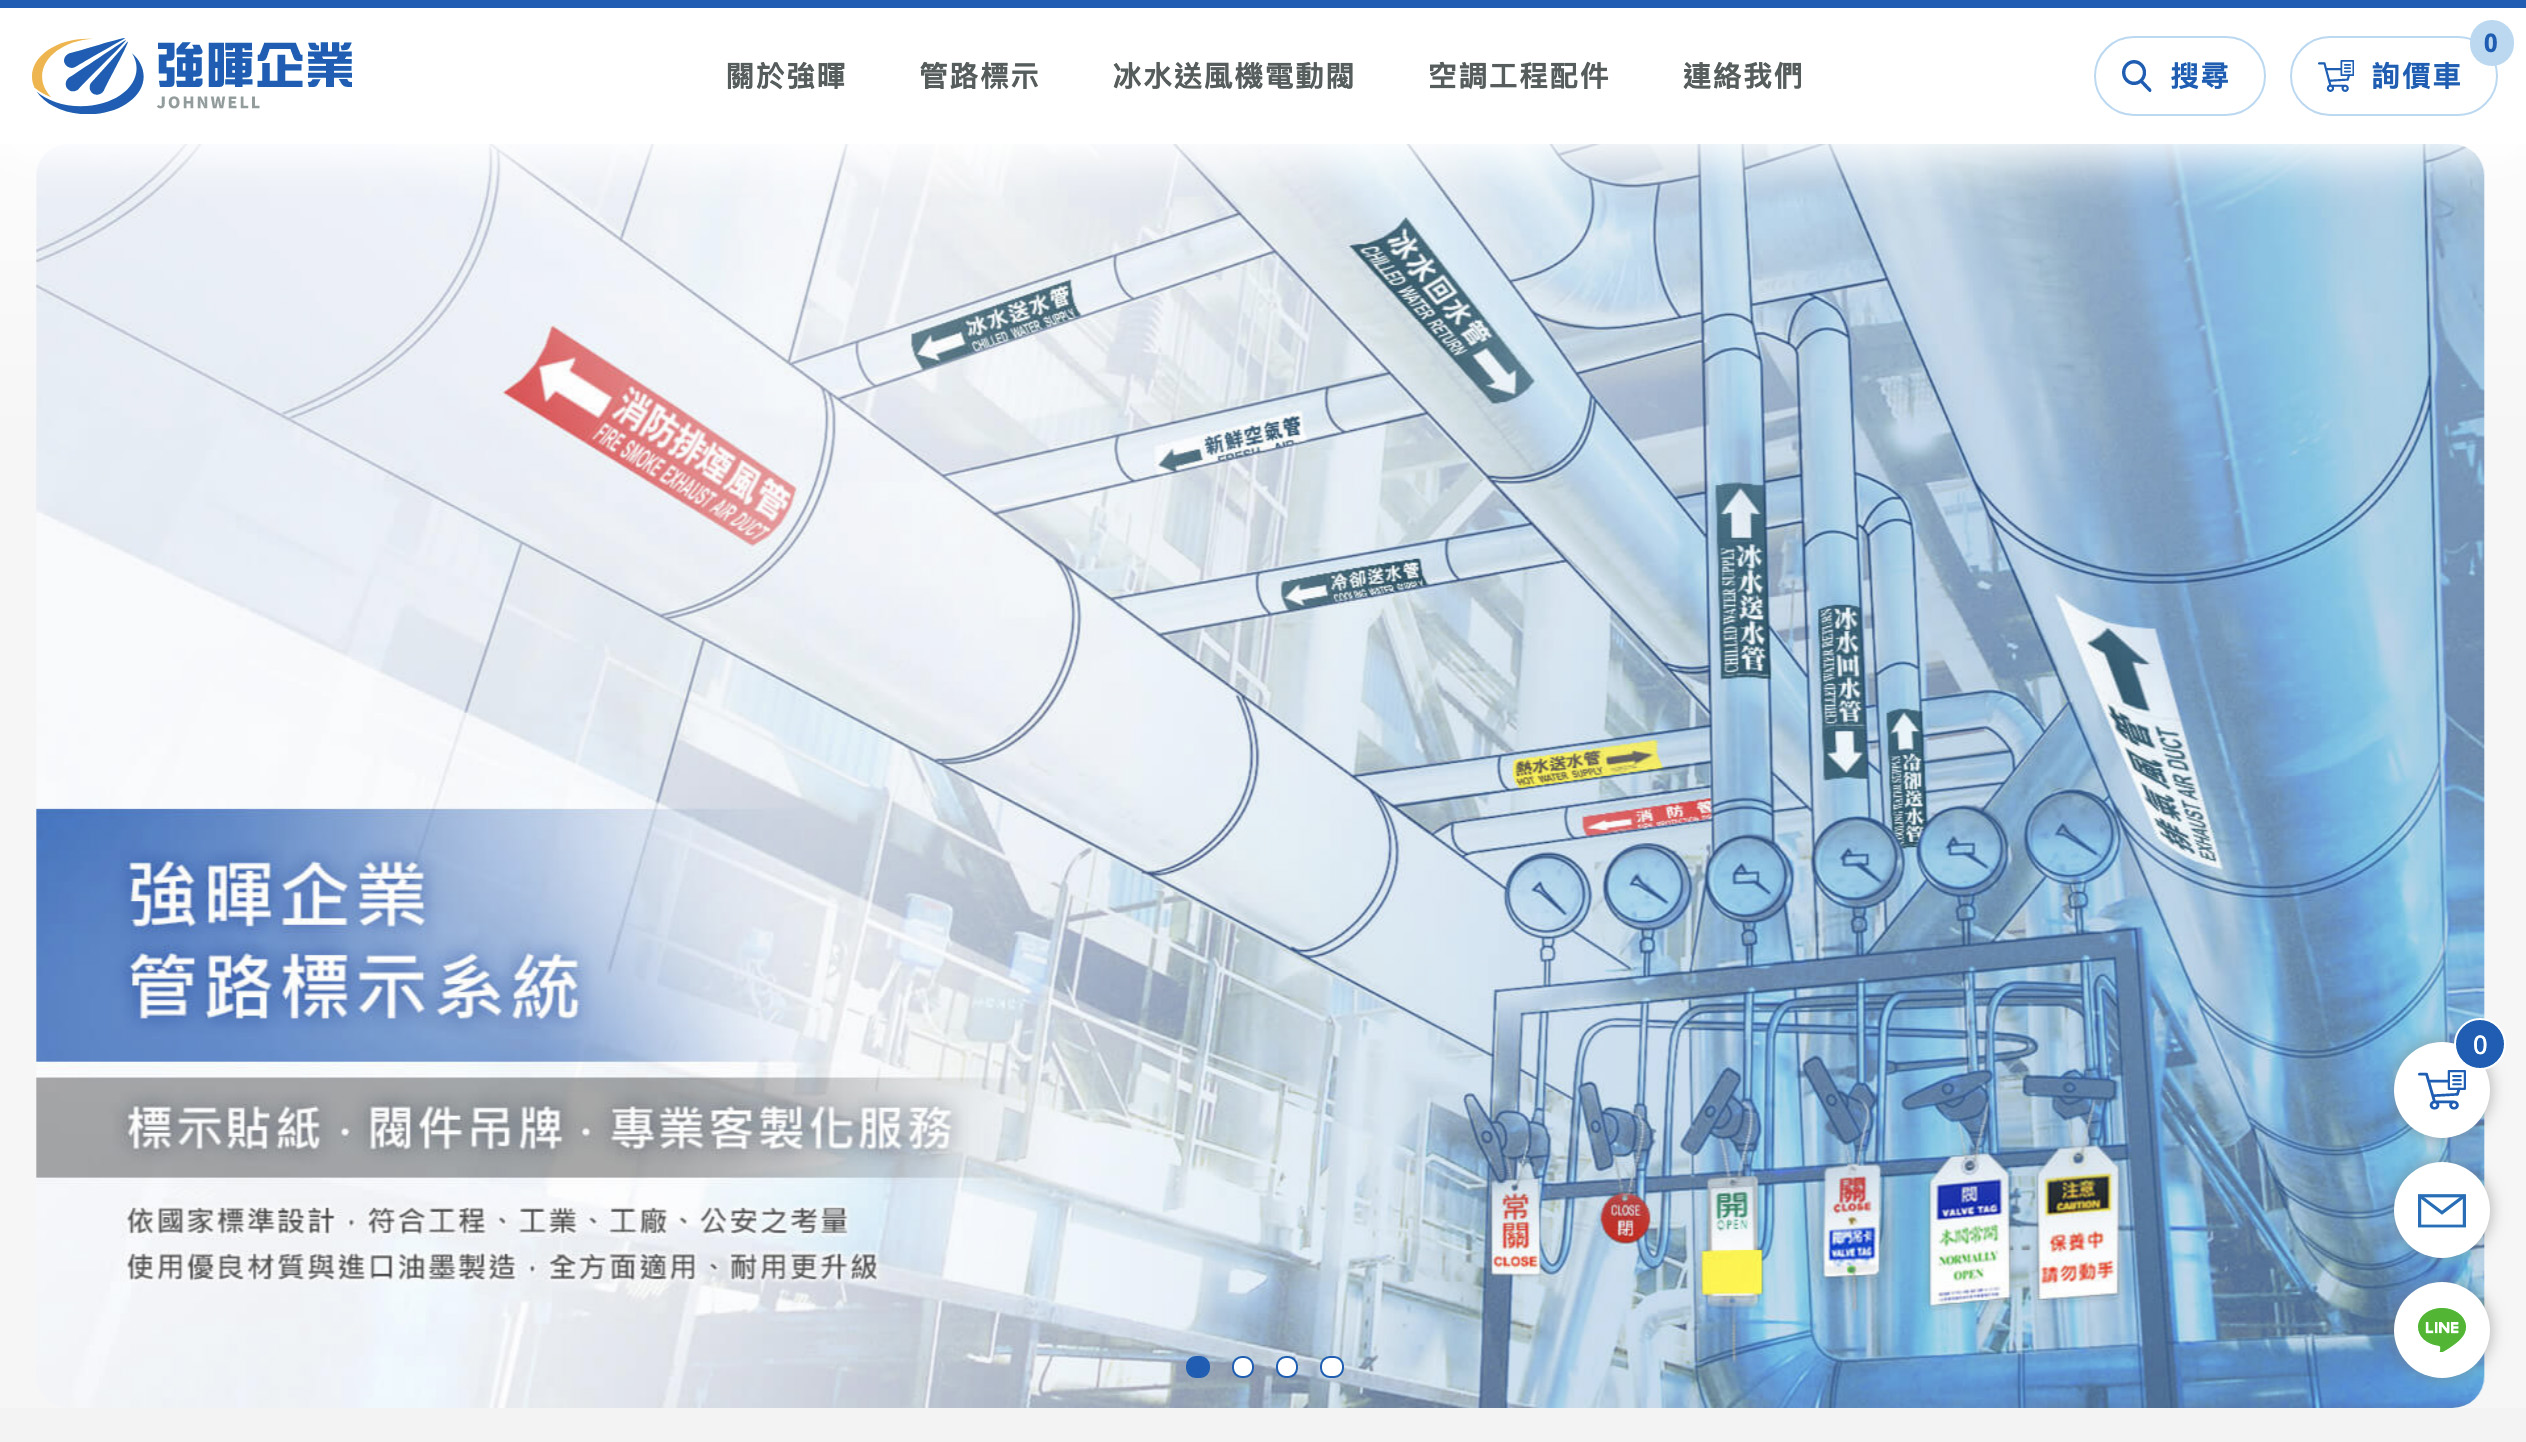 強暉企業
JOHNWELL
關於強暉
管路標示
冰水送風機電動閥
空調工程配件
連絡我們
搜尋
詢價車
0
冰水送水管
CHILLED WATER SUPPLY
冰水回水管
CHILLED WATER RETURN
消防排煙風管
FIRE SMOKE EXHAUST AIR DUCT
新鮮空氣管
FRESH AIR
冷卻送水管
COOLING WATER SUPPLY
冰水送水管
CHILLED WATER SUPPLY
冰水回水管
CHILLED WATER RETURN
冷卻送水管
熱水送水管
HOT WATER SUPPLY
消防管
排氣風管
EXHAUST AIR DUCT
強暉企業
管路標示系統
標示貼紙．閥件吊牌．專業客製化服務
依國家標準設計，符合工程、工業、工廠、公安之考量
使用優良材質與進口油墨製造，全方面適用、耐用更升級
常
關
CLOSE
CLOSE
閉
開
OPEN
關
CLOSE
閥門吊卡
VALVE TAG
閥
VALVE TAG
本閥常開
NORMALLY
OPEN
注意
CAUTION
保養中
請勿動手
0
LINE